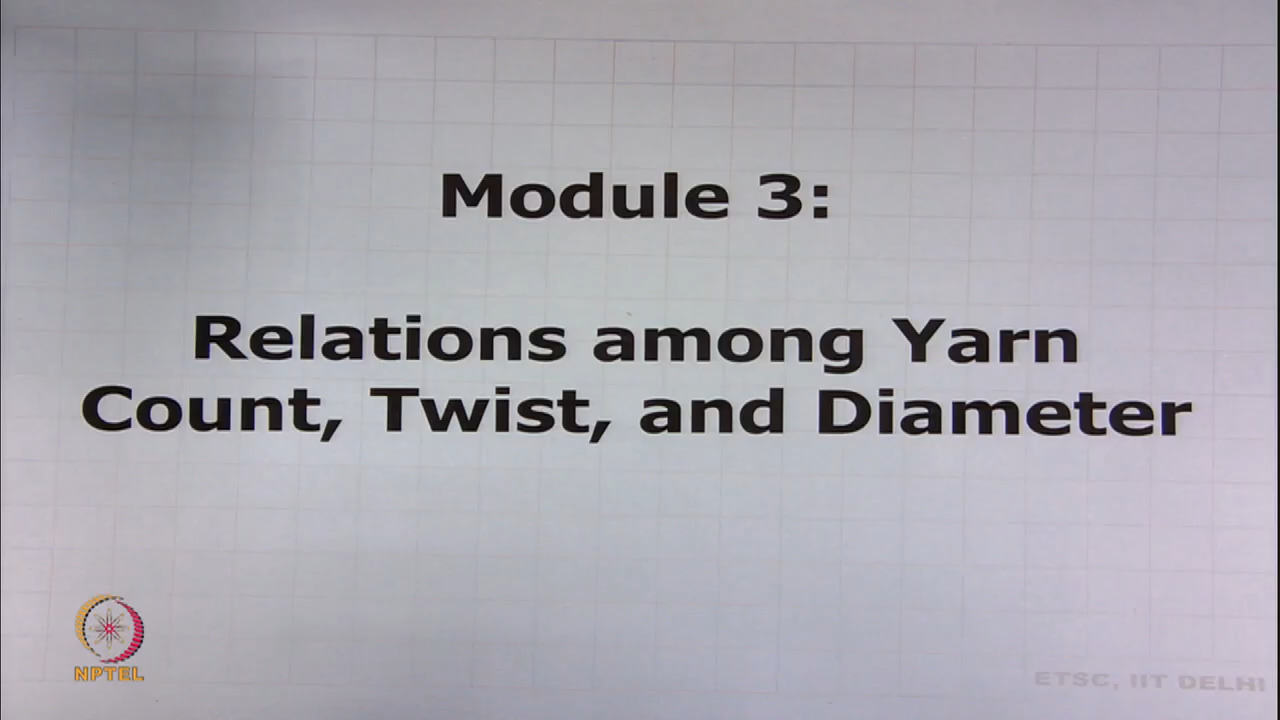 Module 3:
Relations among Yarn
Count, Twist, and Diameter
NPTEL
ETSC, IIT DELHI